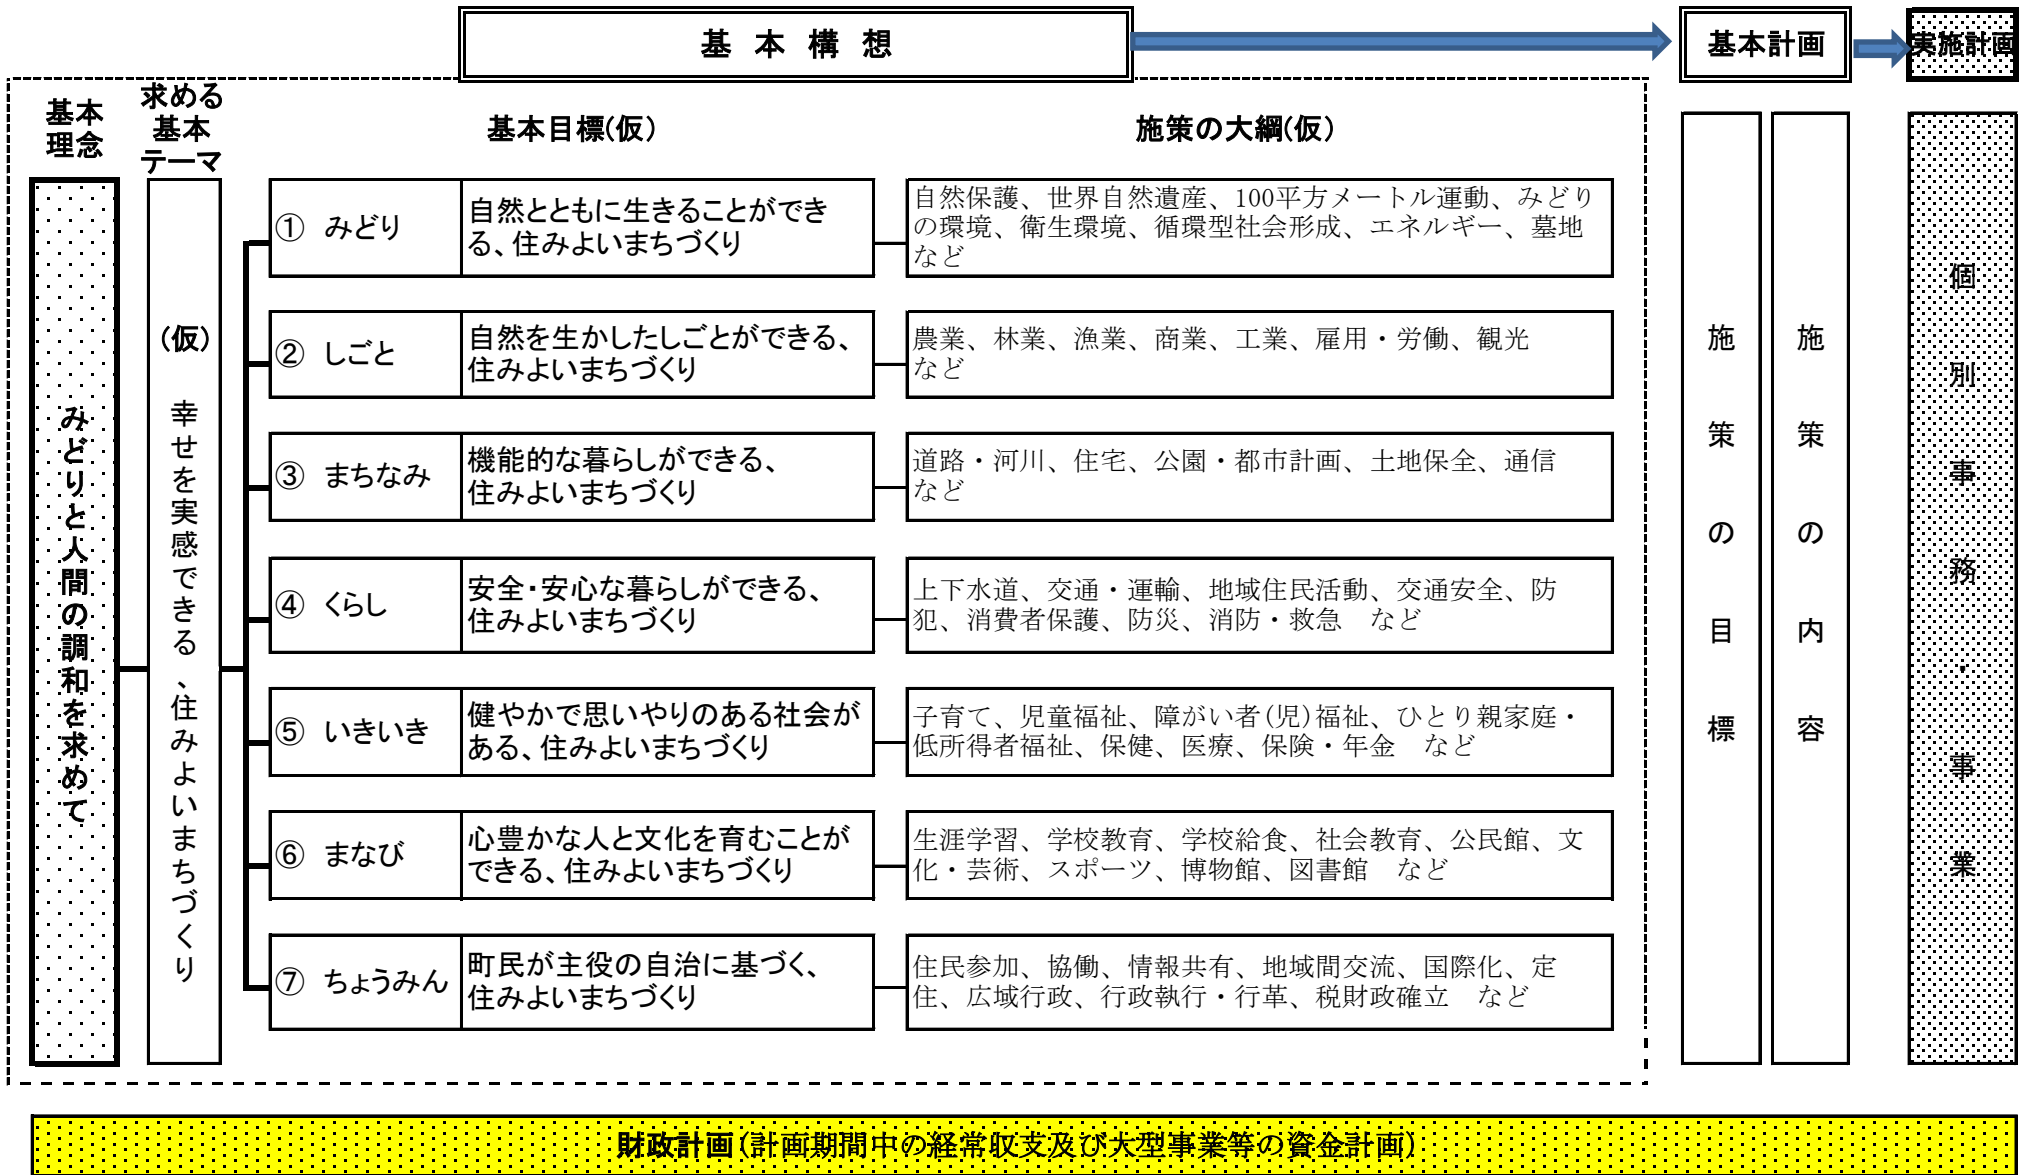 基本構想
基本計画
実施計画
基本
理念
求める
基本
テーマ
基本目標(仮)
施策の大綱(仮)
みどりと人間の調和を求めて
(仮)
幸せを実感できる、住みよいまちづくり
① みどり
自然とともに生きることができ
る、住みよいまちづくり
自然保護、世界自然遺産、100平方メートル運動、みどり
の環境、衛生環境、循環型社会形成、エネルギー、墓地
など
② しごと
自然を生かしたしごとができる、
住みよいまちづくり
農業、林業、漁業、商業、工業、雇用・労働、観光
など
③ まちなみ
機能的な暮らしができる、
住みよいまちづくり
道路・河川、住宅、公園・都市計画、土地保全、通信
など
④ くらし
安全・安心な暮らしができる、
住みよいまちづくり
上下水道、交通・運輸、地域住民活動、交通安全、防
犯、消費者保護、防災、消防・救急　など
⑤ いきいき
健やかで思いやりのある社会が
ある、住みよいまちづくり
子育て、児童福祉、障がい者(児)福祉、ひとり親家庭・
低所得者福祉、保健、医療、保険・年金　など
⑥ まなび
心豊かな人と文化を育むことが
できる、住みよいまちづくり
生涯学習、学校教育、学校給食、社会教育、公民館、文
化・芸術、スポーツ、博物館、図書館　など
⑦ ちょうみん
町民が主役の自治に基づく、
住みよいまちづくり
住民参加、協働、情報共有、地域間交流、国際化、定
住、広域行政、行政執行・行革、税財政確立　など
施策の目標
施策の内容
個別事務・事業
財政計画(計画期間中の経常収支及び大型事業等の資金計画)